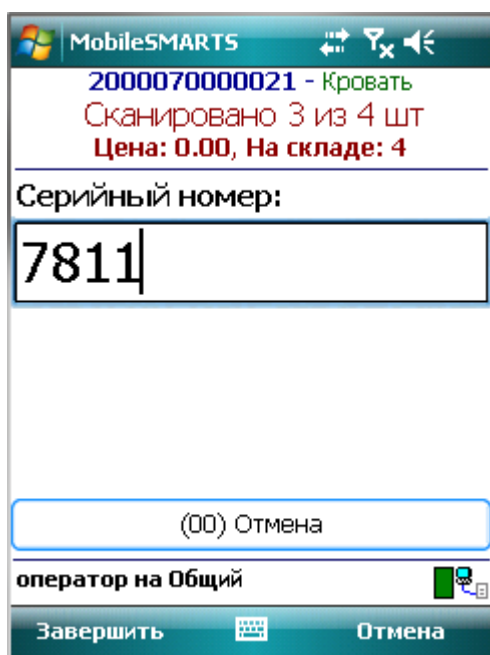 MobileSMARTS
2000070000021 - Кровать
Сканировано 3 из 4 шт
Цена: 0.00, На складе: 4
Серийный номер:
7811
(00) Отмена
оператор на Общий
Завершить Отмена